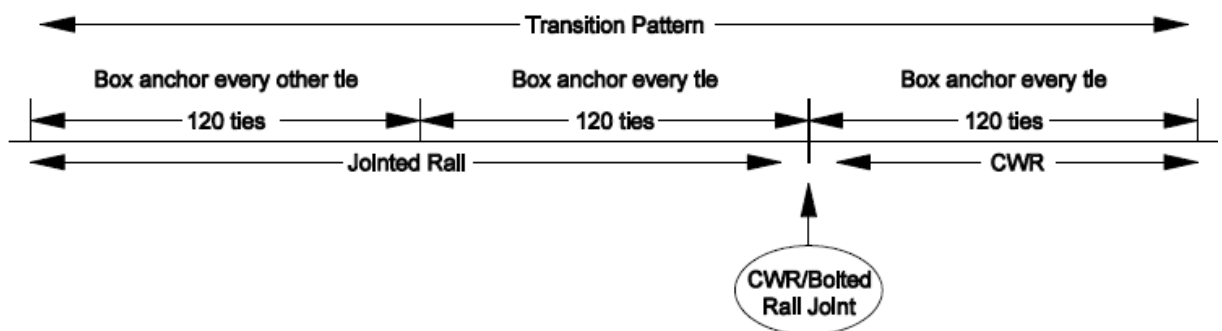 Transition Pattern
Box anchor every other tie
Box anchor every tie
Box anchor every tie
120 ties
120 ties
120 ties
Jointed Rail
CWR
CWR/Bolted
Rail Joint